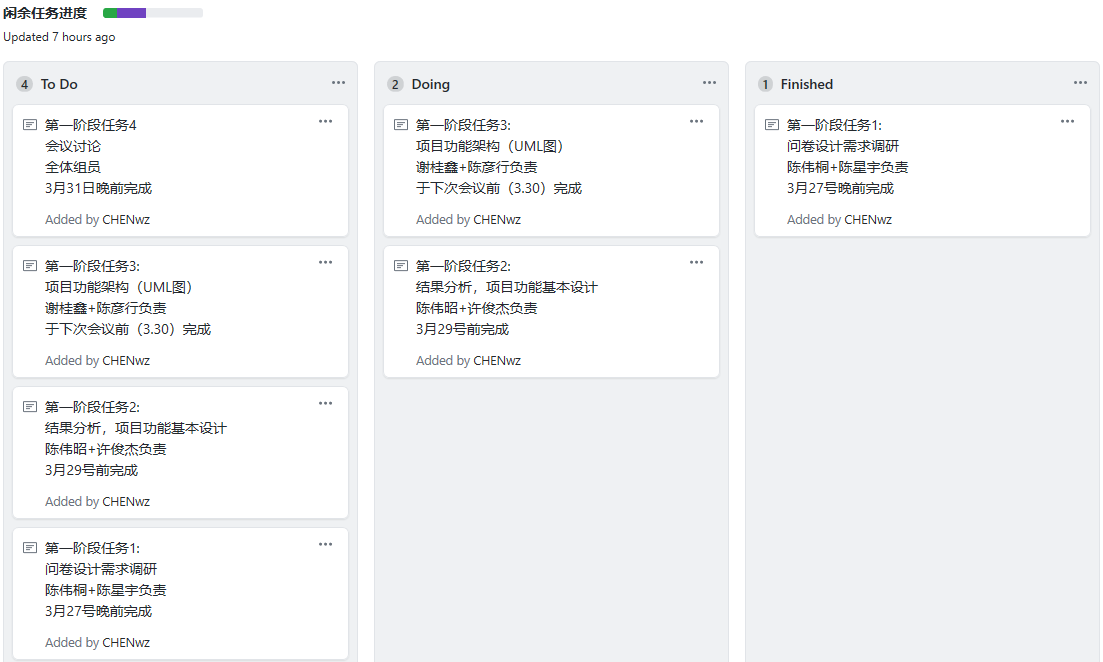 闲余任务进度
Updated 7 hours ago
4 To Do
第一阶段任务4
会议讨论
全体组员
3月31日晚前完成
Added by CHENwz
第一阶段任务3:
项目功能架构（UML图）
谢桂鑫+陈彦行负责
于下次会议前（3.30）完成
Added by CHENwz
第一阶段任务2:
结果分析，项目功能基本设计
陈伟昭+许俊杰负责
3月29号前完成
Added by CHENwz
第一阶段任务1:
问卷设计需求调研
陈伟桐+陈星宇负责
3月27号晚前完成
Added by CHENwz
2 Doing
第一阶段任务3:
项目功能架构（UML图）
谢桂鑫+陈彦行负责
于下次会议前（3.30）完成
Added by CHENwz
第一阶段任务2:
结果分析，项目功能基本设计
陈伟昭+许俊杰负责
3月29号前完成
Added by CHENwz
1 Finished
第一阶段任务1:
问卷设计需求调研
陈伟桐+陈星宇负责
3月27号晚前完成
Added by CHENwz